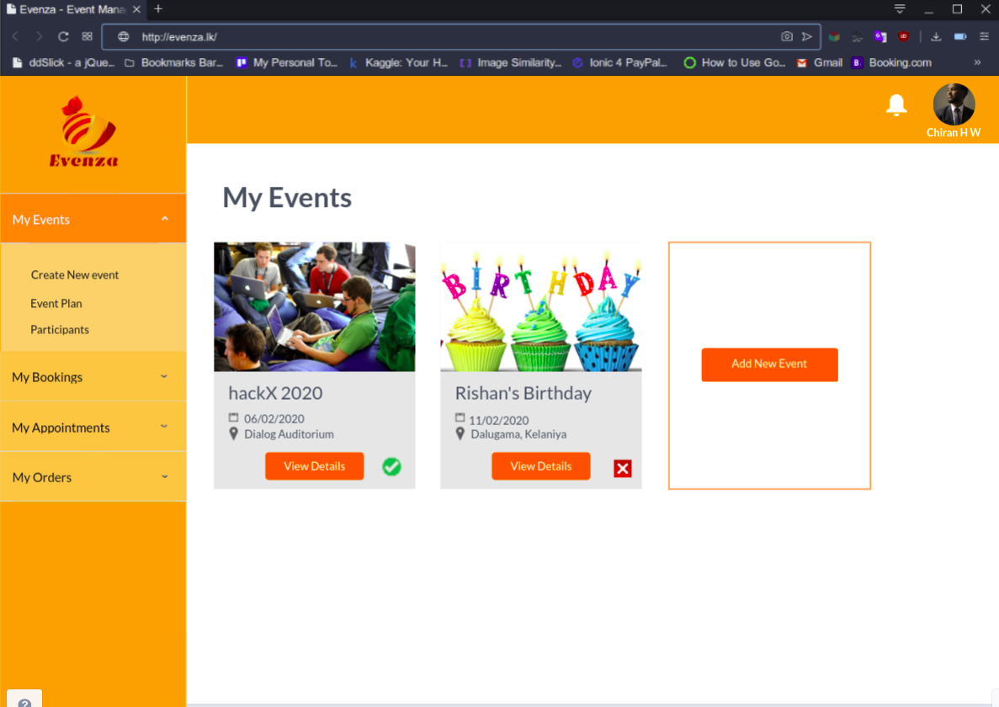 Evenza - Event Mana
http://evenza.lk/
ddSlick - a jQue...
Bookmarks Bar...
My Personal To...
Kaggle: Your H...
Image Similarity...
Ionic 4 PayPal...
How to Use Go...
Gmail
B.
Booking.com
»
Evenza
Chiran H W
My Events
Create New event
Event Plan
Participants
My Bookings
My Appointments
My Orders
My Events
BIRTHDAY
hackX 2020
06/02/2020
Dialog Auditorium
View Details
Rishan's Birthday
11/02/2020
Dalugama, Kelaniya
View Details
Add New Event
?